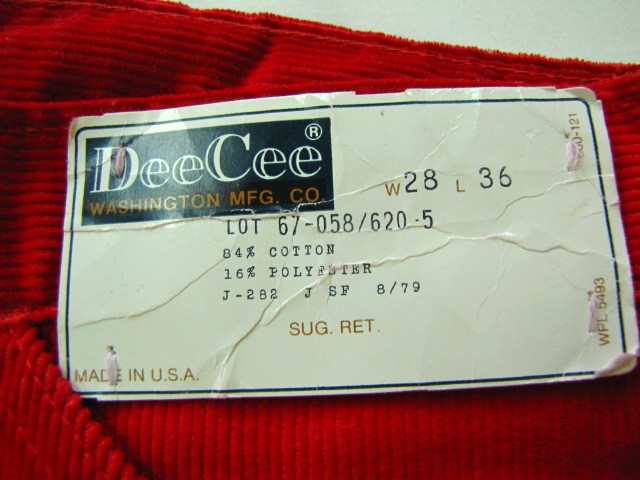 DeeCee®
WASHINGTON MFG. CO.
W 28 L 36
LOT 67-058/620-5
84% COTTON
16% POLYESTER
J-282 J SF 8/79
SUG. RET.
MADE IN U.S.A.
WPL 5493